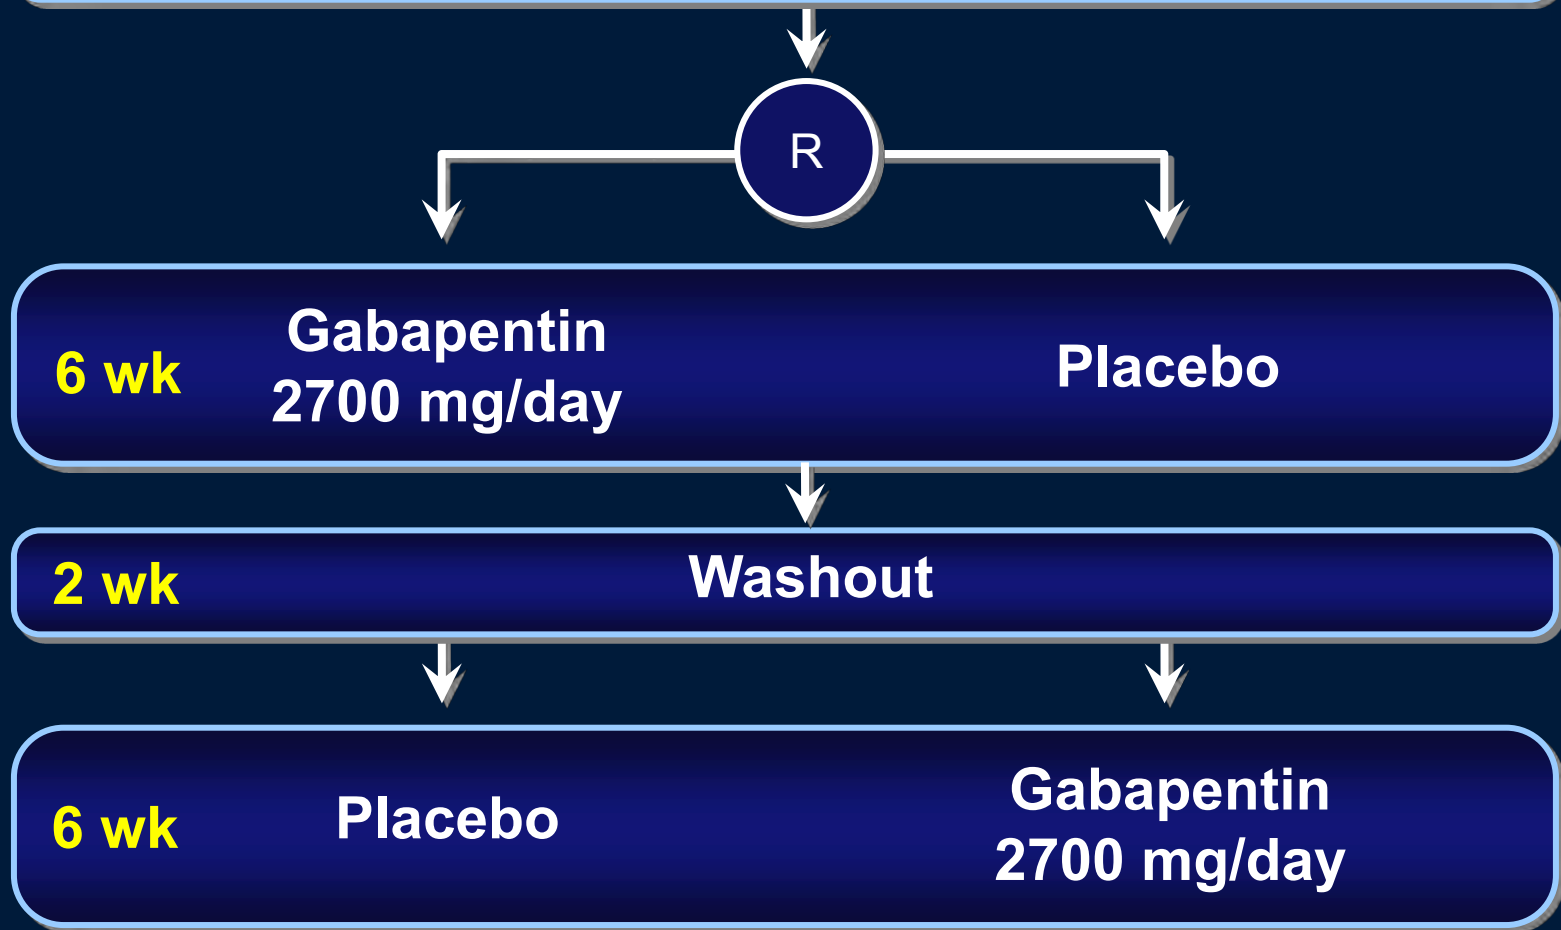 R
6 wk
Gabapentin
2700 mg/day
Placebo
2 wk
Washout
6 wk
Placebo
Gabapentin
2700 mg/day